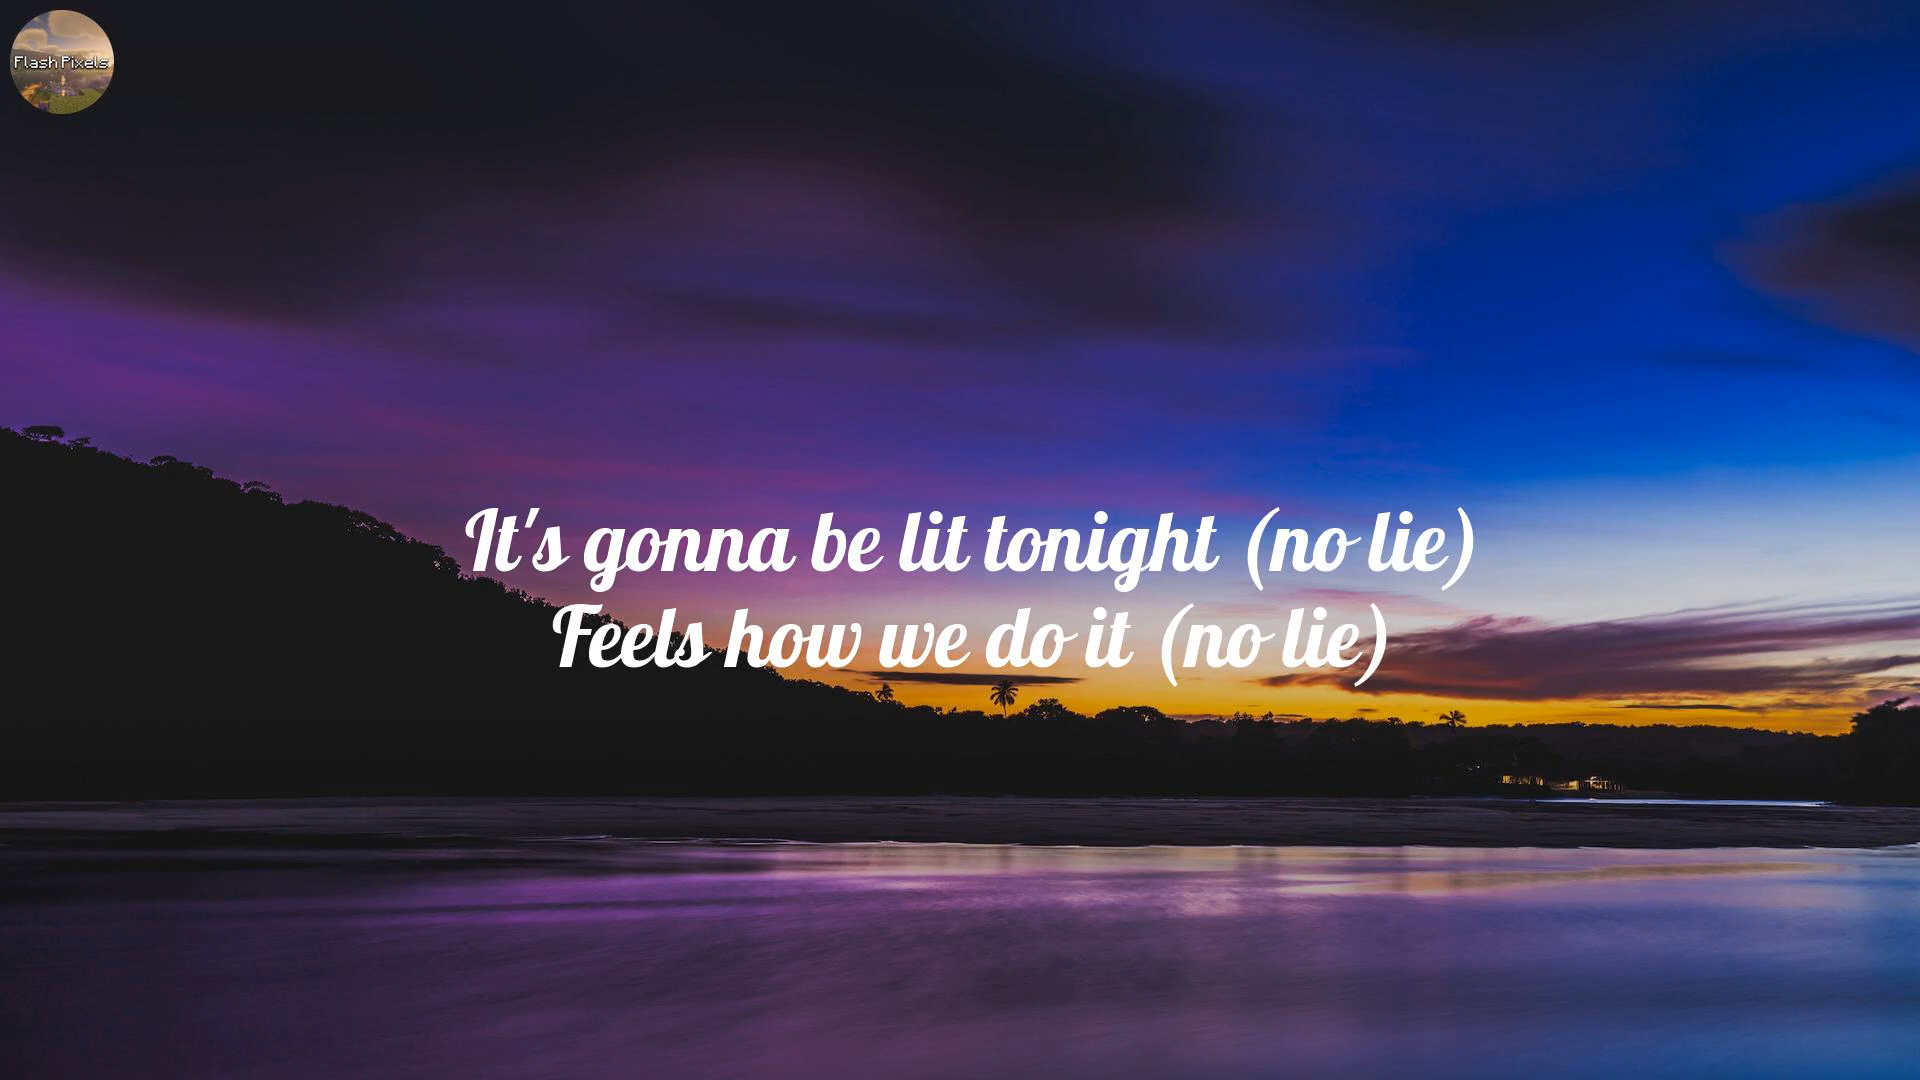 Flash Pixels
It's gonna be lit tonight (no lie)
Feels how we do it (no lie)